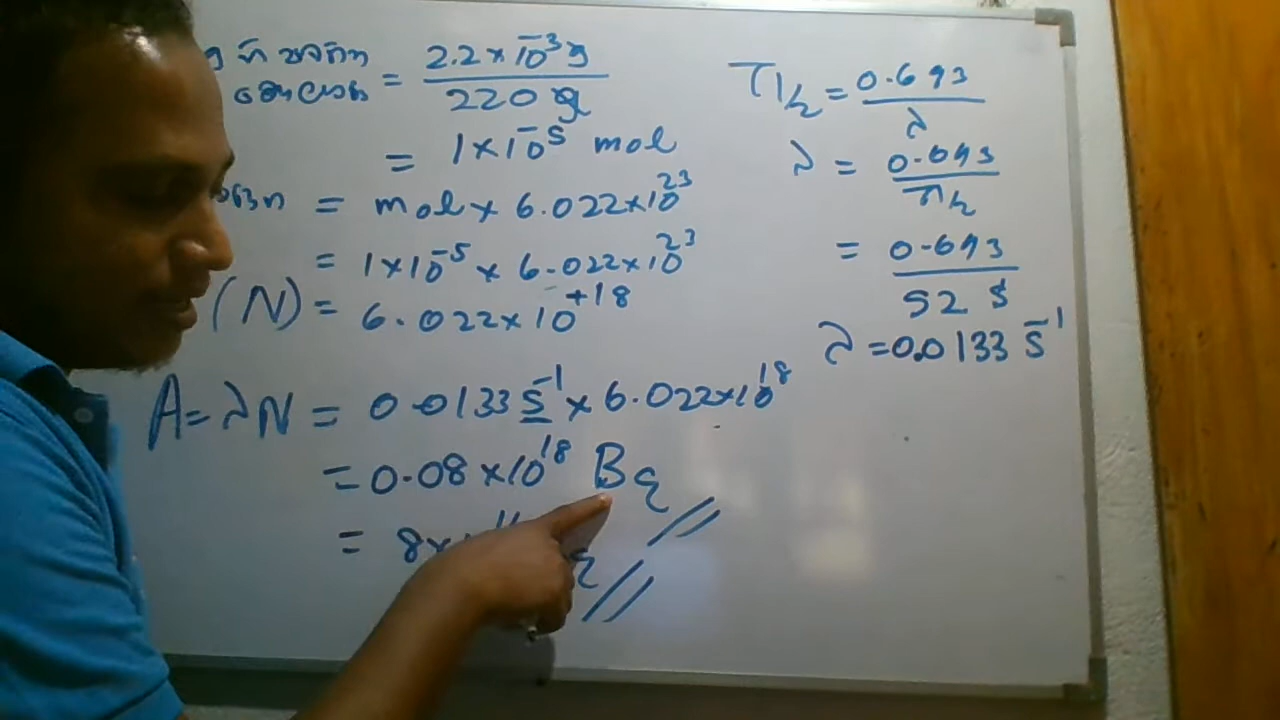 = 2.2 × 10⁻³ g / 220 g
= 1 × 10⁻⁵ mol
= mol × 6.022×10²³
= 1×10⁻⁵ × 6.022×10²³
(N) = 6.022×10⁺¹⁸
A = λN = 0.0133 s⁻¹ × 6.022×10¹⁸
= 0.08 ×10¹⁸ Bq
= 8×
T1/2 = 0.693 / λ
λ = 0.693 / T1/2
= 0.693 / 52 s
λ = 0.0133 s⁻¹